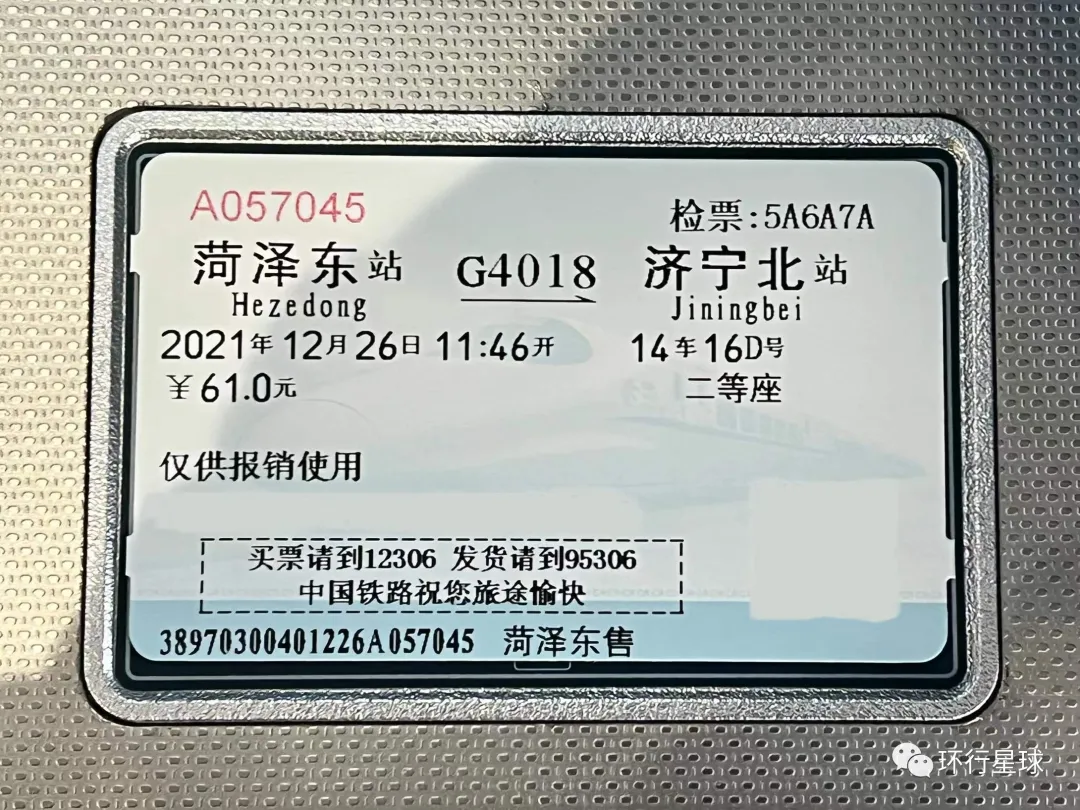 A057045
检票:5A6A7A
菏泽东站 G4018 济宁北站
Hezedong Jiningbei
2021年12月26日 11:46开 14车16D号
￥61.0元 二等座
仅供报销使用
买票请到12306 发货请到95306
中国铁路祝您旅途愉快
38970300401226A057045 菏泽东售
环行星球